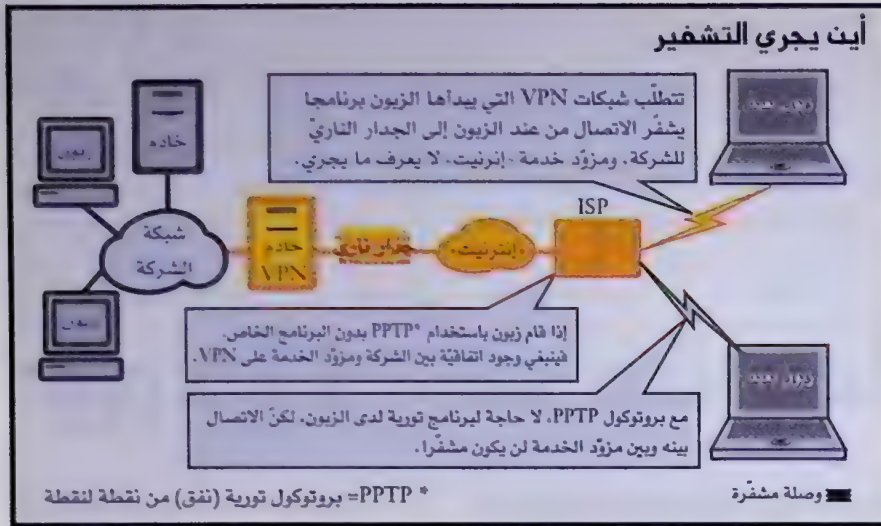 أين يجري التشفير
تتطلّب شبكات VPN التي يبدأها الزبون برنامجا
يشفّر الاتصال من عند الزبون إلى الجدار الناريّ
للشركة، ومزوّد خدمة ،إنرنيت، لا يعرف ما يجري.
خادم
زبون
ISP
شبكة
الشركة
خادم
VPN
جدار ناري
،إنترنيت،
إذا قام زبون باستخدام *PPTP بدون البرنامج الخاص،
فينبغي وجود اتفاقيّة بين الشركة ومزوّد الخدمة على VPN.
زبون
مع بروتوكول PPTP، لا حاجة لبرنامج تورية لدى الزبون، لكنّ الاتصال
بينه وبين مزوّد الخدمة لن يكون مشفّرا.
وصلة مشفّرة
* PPTP= بروتوكول تورية (نفق) من نقطة لنقطة